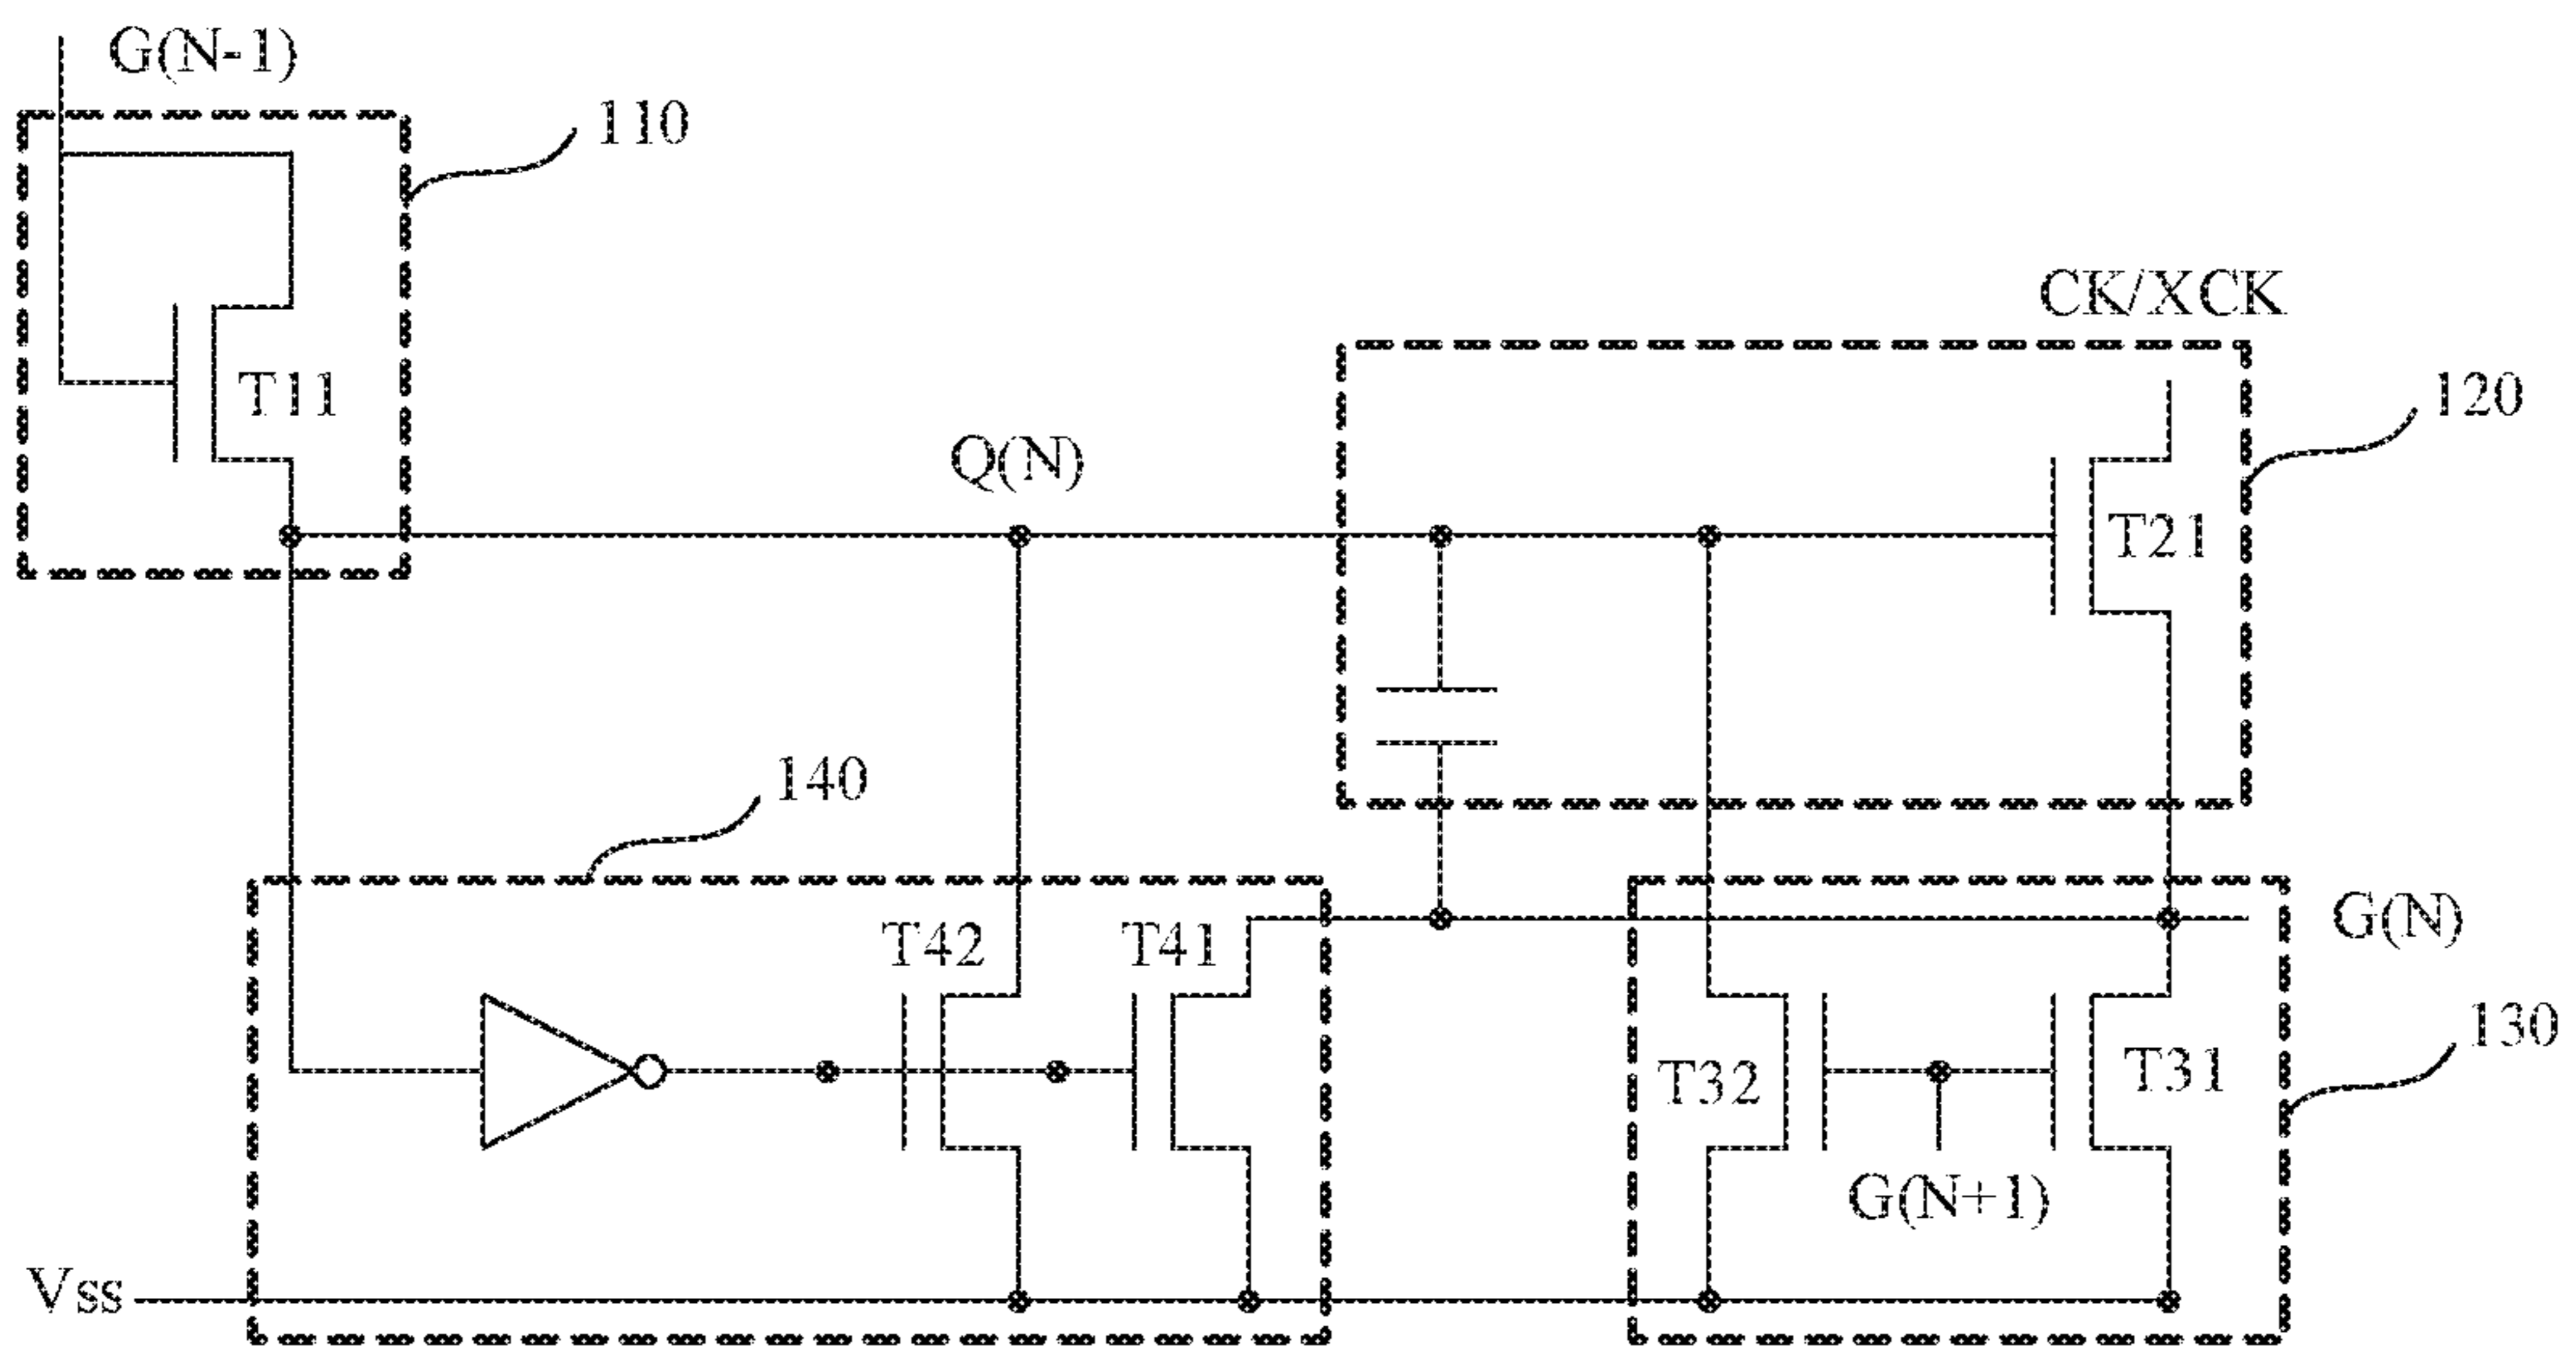 G(N-1)
110
CK/XCK
T11
120
Q(N)
T21
140
T42
T41
G(N)
130
T32
T31
G(N+1)
Vss